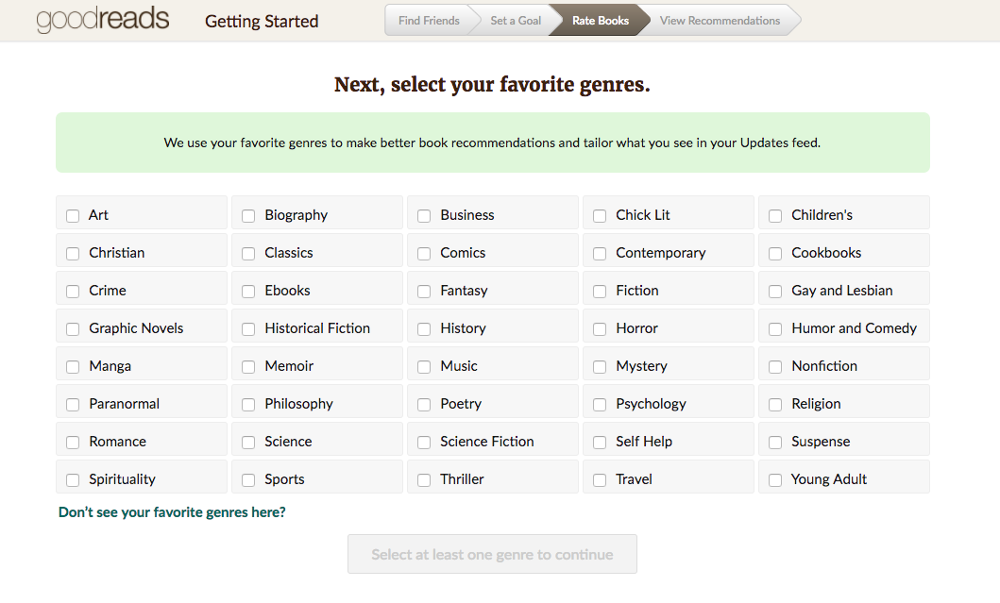 goodreads Getting Started Find Friends Set a Goal Rate Books View Recommendations
Next, select your favorite genres.
We use your favorite genres to make better book recommendations and tailor what you see in your Updates feed.
Art Biography Business Chick Lit Children's
Christian Classics Comics Contemporary Cookbooks
Crime Ebooks Fantasy Fiction Gay and Lesbian
Graphic Novels Historical Fiction History Horror Humor and Comedy
Manga Memoir Music Mystery Nonfiction
Paranormal Philosophy Poetry Psychology Religion
Romance Science Science Fiction Self Help Suspense
Spirituality Sports Thriller Travel Young Adult
Don't see your favorite genres here?
Select at least one genre to continue